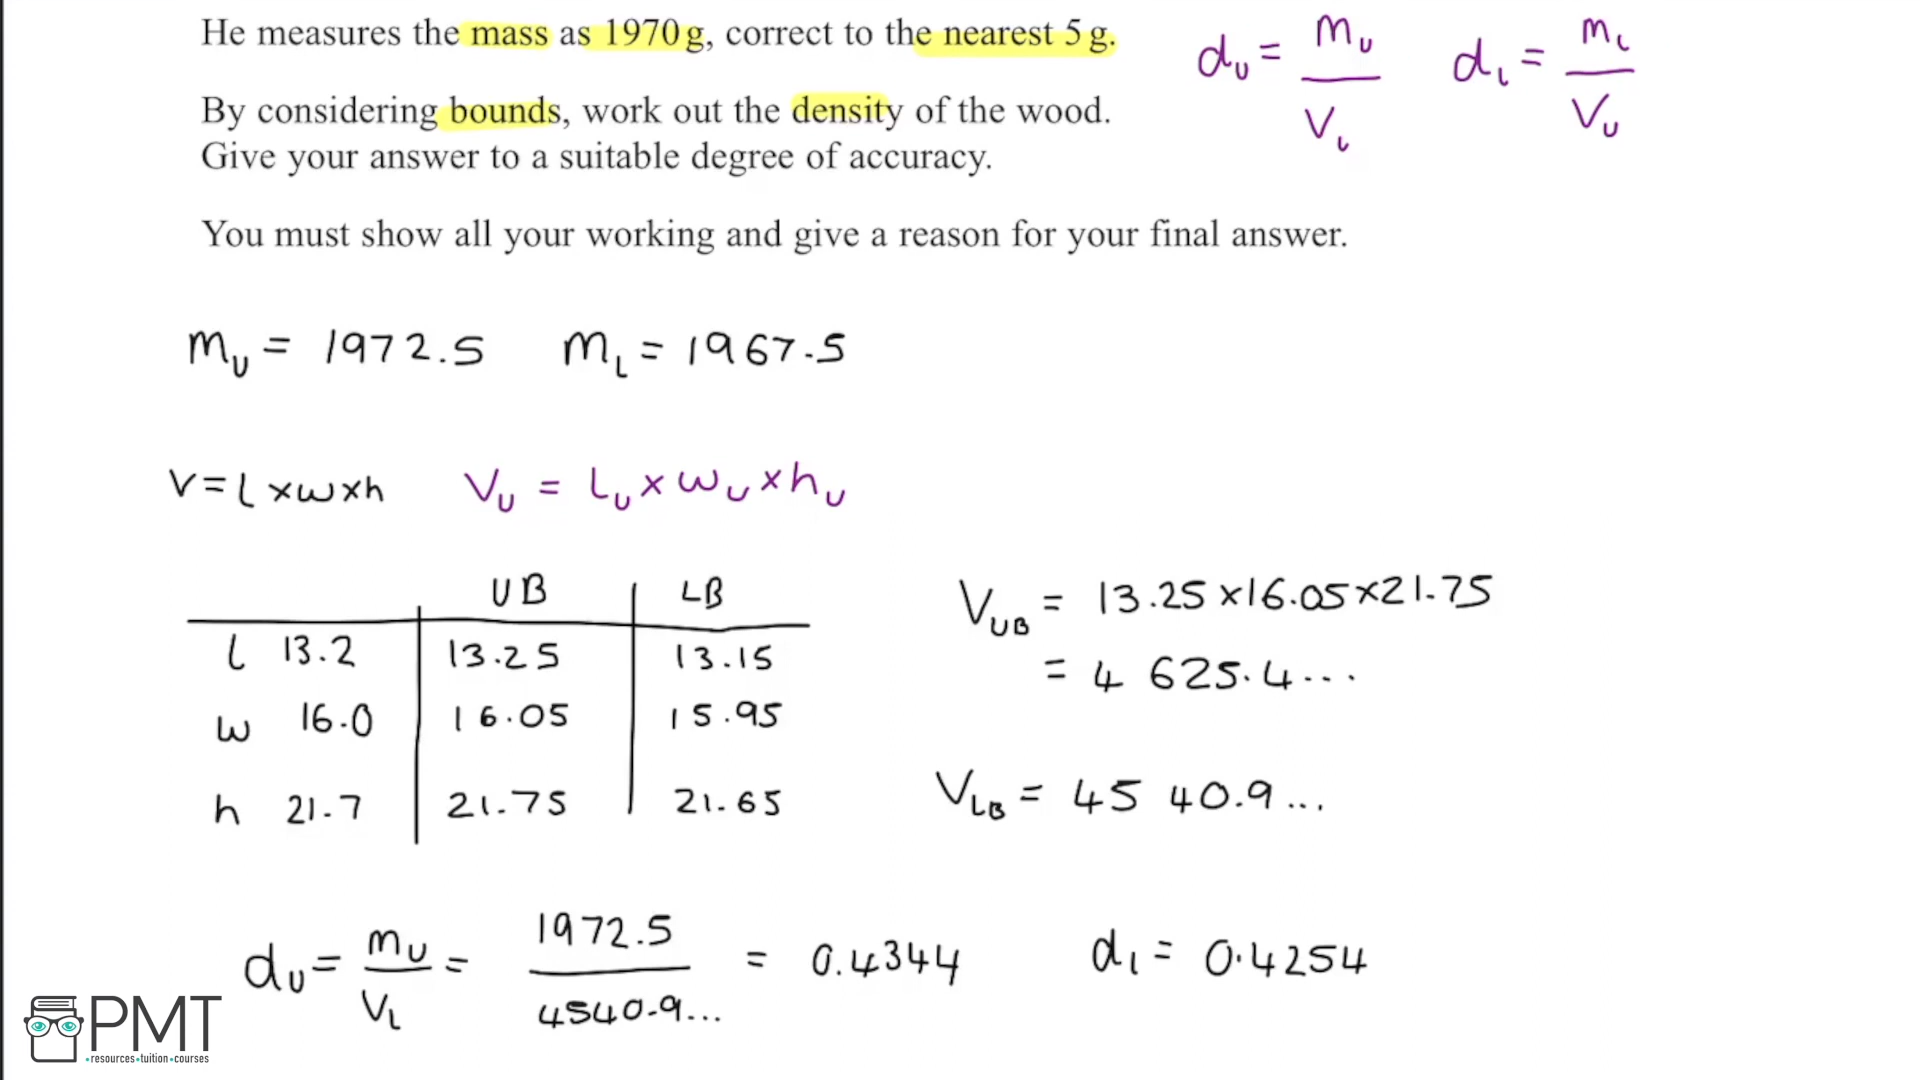 He measures the mass as 1970 g, correct to the nearest 5 g.
By considering bounds, work out the density of the wood.
Give your answer to a suitable degree of accuracy.
You must show all your working and give a reason for your final answer.
d_U = m_U / V_L   d_L = m_L / V_U
m_U = 1972.5   m_L = 1967.5
V = l × w × h   V_U = L_U × w_U × h_U
UB   LB
l 13.2   13.25   13.15
w 16.0   16.05   15.95
h 21.7   21.75   21.65
V_UB = 13.25 × 16.05 × 21.75
= 4 625.4...
V_LB = 45 40.9...
d_U = m_U / V_L = 1972.5 / 4540.9... = 0.4344   d_L = 0.4254
PMT
•resources•tuition•courses